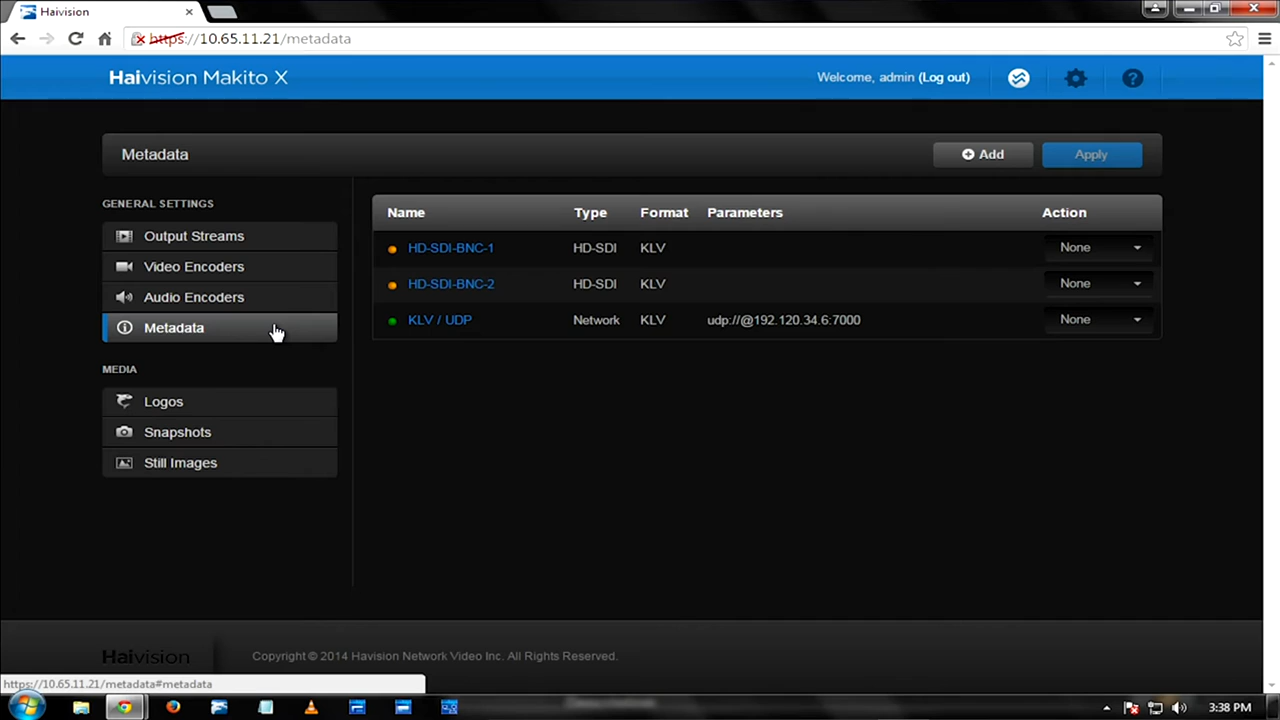 Haivision
https://10.65.11.21/metadata
Haivision Makito X
Welcome, admin (Log out)
Metadata
Add
Apply
GENERAL SETTINGS
Output Streams
Video Encoders
Audio Encoders
Metadata
MEDIA
Logos
Snapshots
Still Images
Name Type Format Parameters Action
HD-SDI-BNC-1 HD-SDI KLV None
HD-SDI-BNC-2 HD-SDI KLV None
KLV / UDP Network KLV udp://@192.120.34.6:7000 None
Haivision
Copyright © 2014 Havision Network Video Inc. All Rights Reserved.
https://10.65.11.21/metadata#metadata
3:38 PM